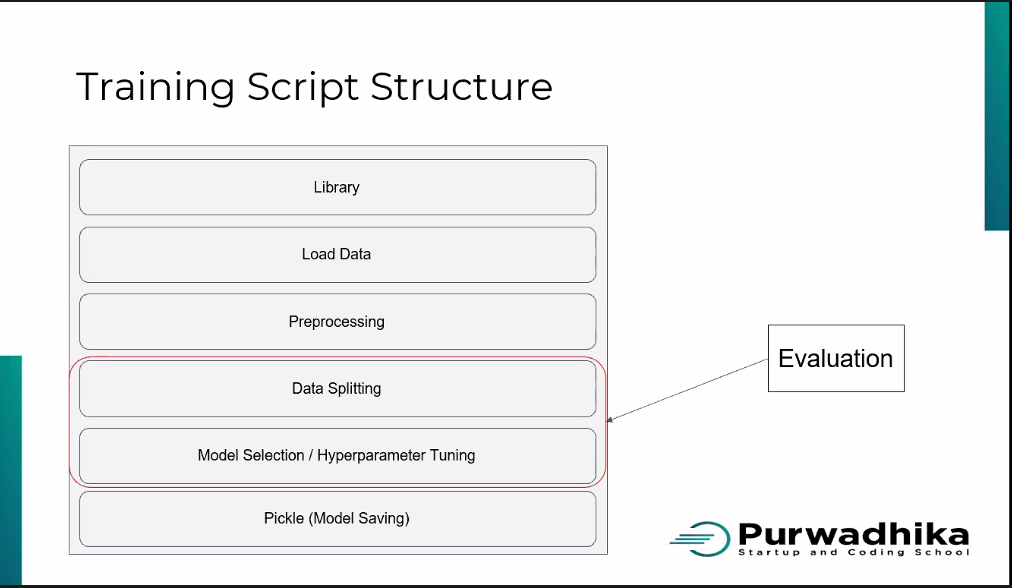 Training Script Structure
Library
Load Data
Preprocessing
Data Splitting
Model Selection / Hyperparameter Tuning
Pickle (Model Saving)
Evaluation
Purwadhika
Startup and Coding School